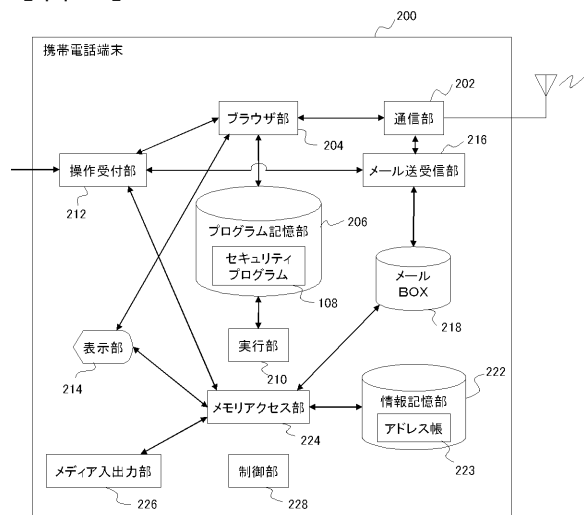 200
携帯電話端末
202
ブラウザ部
通信部
204
216
操作受付部
メール送受信部
212
206
プログラム記憶部
セキュリティ
プログラム
108
メール
BOX
218
表示部
214
実行部
210
222
メモリアクセス部
224
情報記憶部
アドレス帳
223
メディア入出力部
226
制御部
228